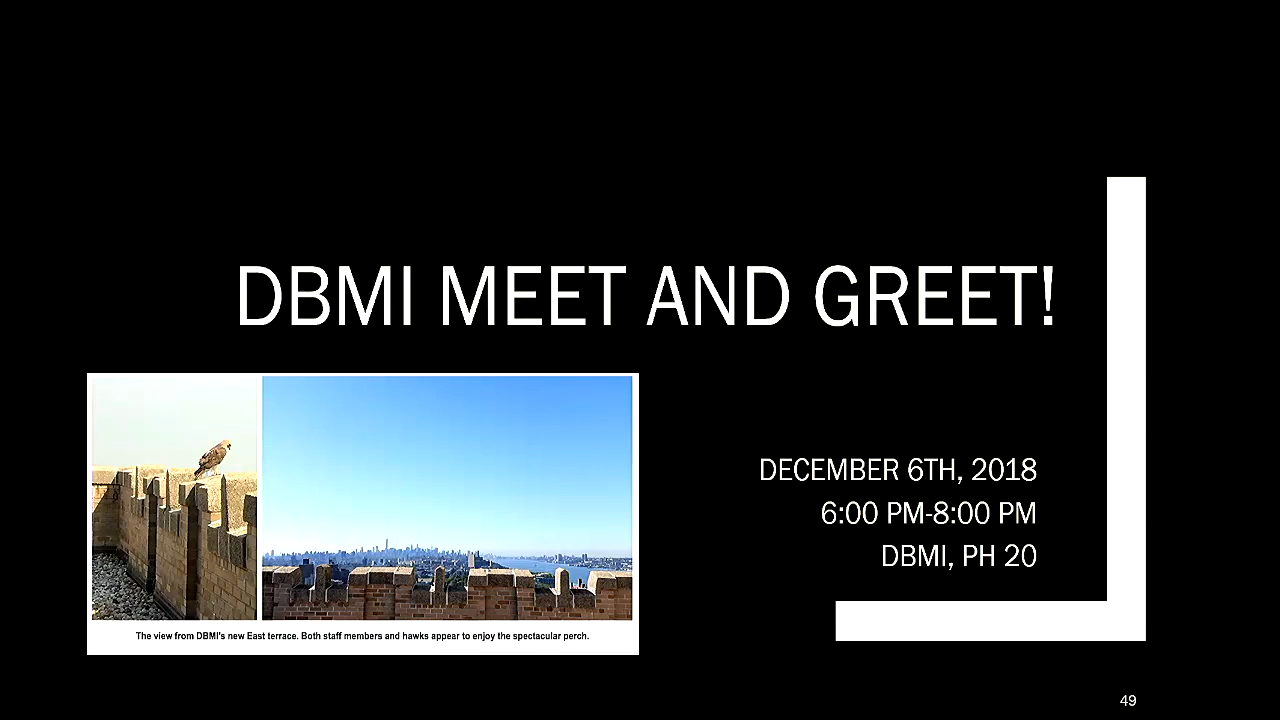 DBMI MEET AND GREET!
DECEMBER 6TH, 2018
6:00 PM-8:00 PM
DBMI, PH 20
The view from DBMI's new East terrace. Both staff members and hawks appear to enjoy the spectacular perch.
49